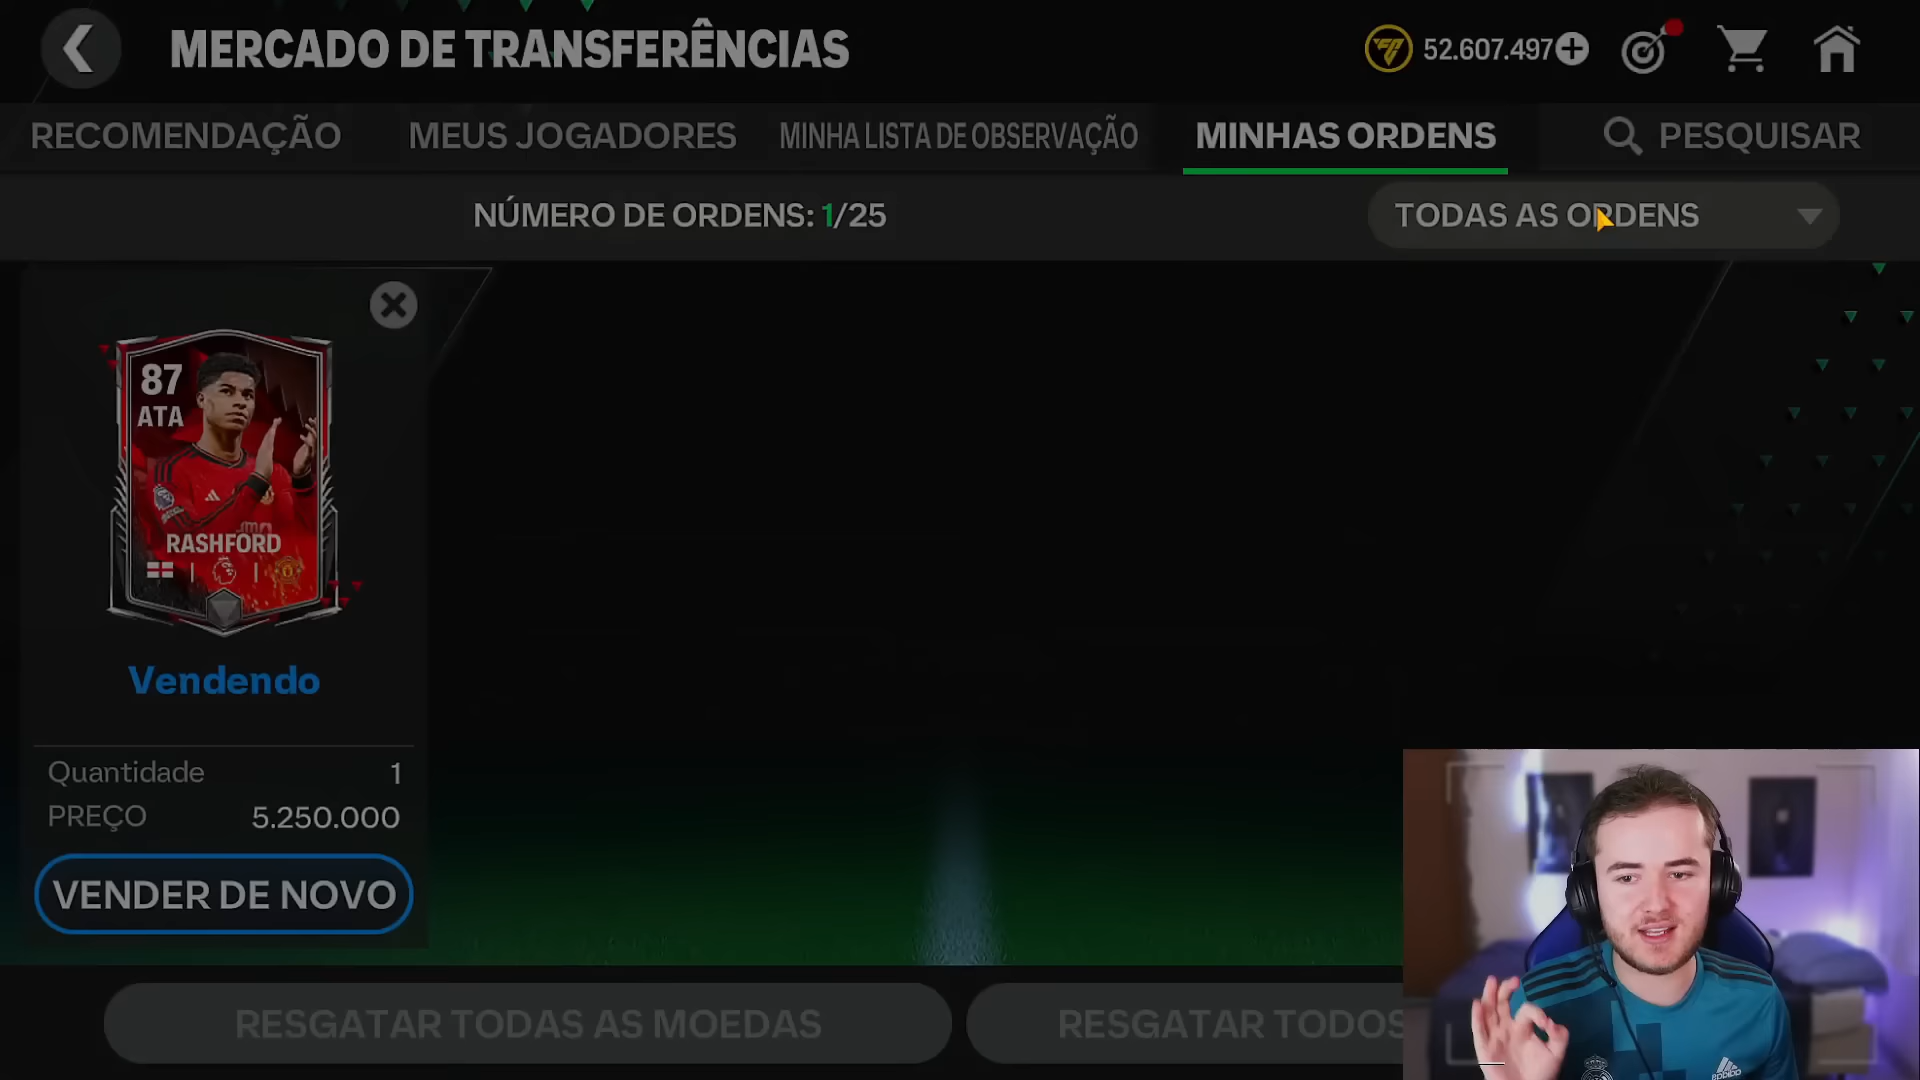 MERCADO DE TRANSFERÊNCIAS
52.607.497
RECOMENDAÇÃO
MEUS JOGADORES
MINHA LISTA DE OBSERVAÇÃO
MINHAS ORDENS
PESQUISAR
NÚMERO DE ORDENS: 1/25
TODAS AS ORDENS
87
ATA
RASHFORD
Vendendo
Quantidade 1
PREÇO 5.250.000
VENDER DE NOVO
RESGATAR TODAS AS MOEDAS
RESGATAR TODOS
adidas